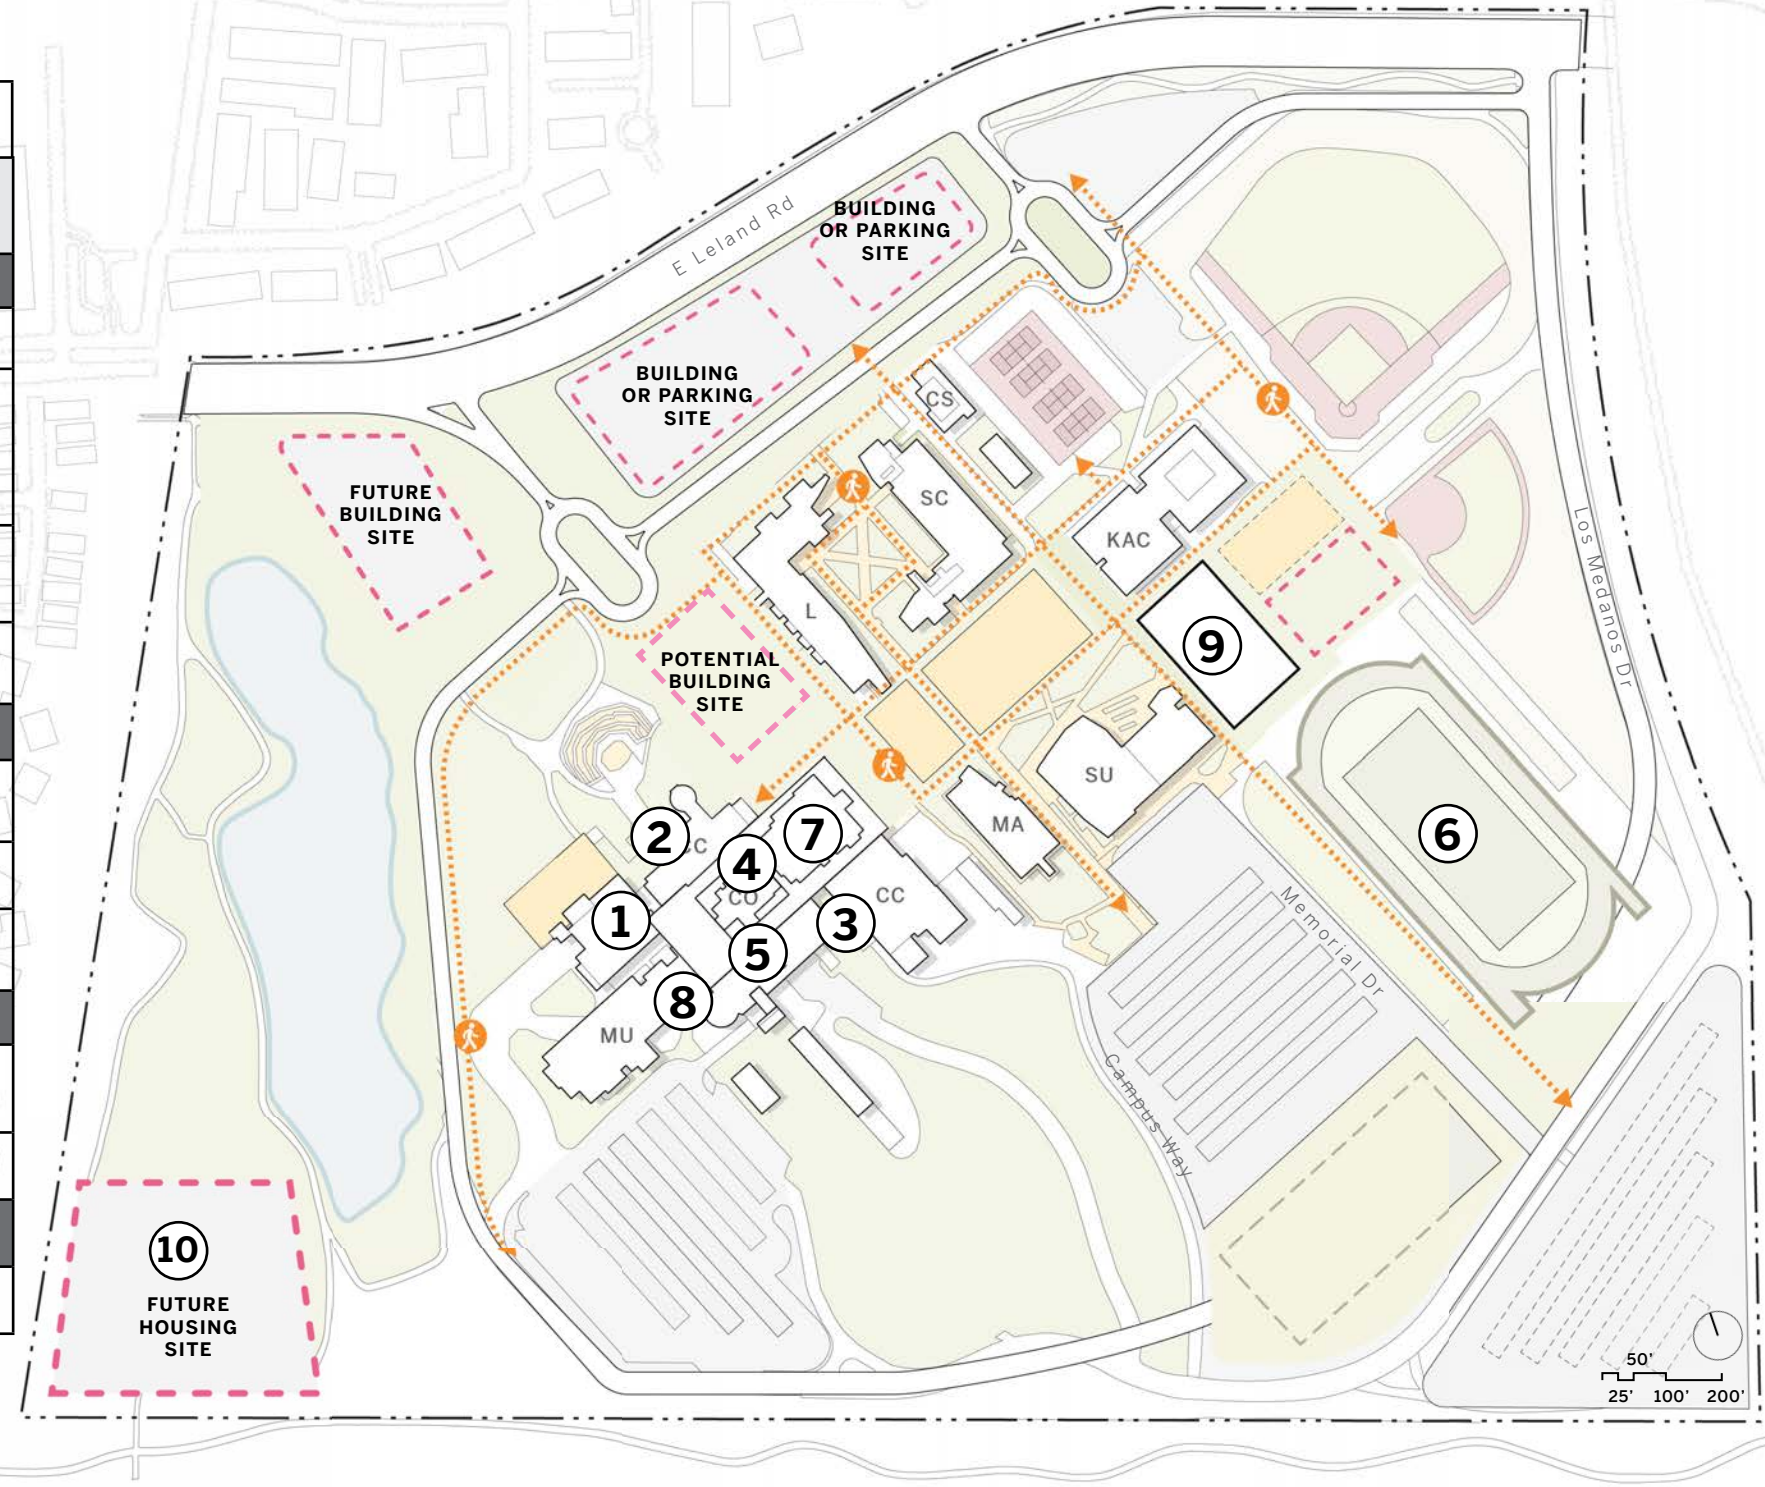 E Leland Rd
BUILDING
OR PARKING
SITE
BUILDING
OR PARKING
SITE
FUTURE
BUILDING
SITE
CS
SC
KAC
L
9
Los Medanos Dr
POTENTIAL
BUILDING
SITE
SU
MA
6
2
CC
7
4
CO
CC
3
1
5
8
MU
Memorial Dr
Campus Way
10
FUTURE
HOUSING
SITE
50'
25' 100' 200'